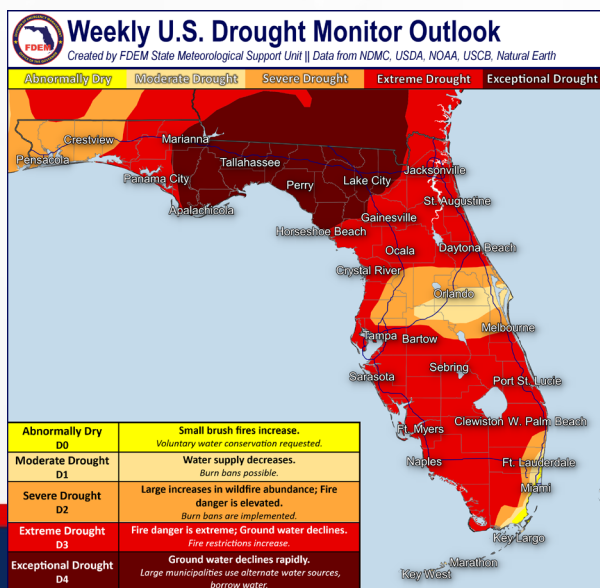 Weekly U.S. Drought Monitor Outlook
Created by FDEM State Meteorological Support Unit || Data from NDMC, USDA, NOAA, USCB, Natural Earth
FDEM
Abnormally Dry Moderate Drought Severe Drought Extreme Drought Exceptional Drought
Crestview
Marianna
Pensacola
Tallahassee
Jacksonville
Panama City
Perry
Lake City
Apalachicola
St. Augustine
Gainesville
Horseshoe Beach
Ocala
Daytona Beach
Crystal River
Orlando
Melbourne
Tampa
Bartow
Sebring
Sarasota
Port St. Lucie
Clewiston
W. Palm Beach
Ft. Myers
Naples
Ft. Lauderdale
Miami
Key Largo
Marathon
Key West
Abnormally Dry
D0
Small brush fires increase.
Voluntary water conservation requested.
Moderate Drought
D1
Water supply decreases.
Burn bans possible.
Severe Drought
D2
Large increases in wildfire abundance; Fire
danger is elevated.
Burn bans are implemented.
Extreme Drought
D3
Fire danger is extreme; Ground water declines.
Fire restrictions increase.
Exceptional Drought
D4
Ground water declines rapidly.
Large municipalities use alternate water sources,
borrow water.